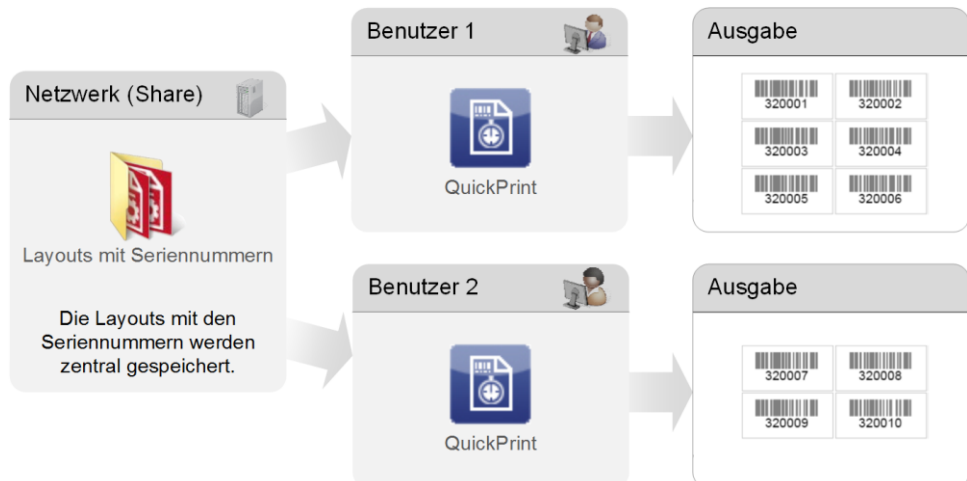 Netzwerk (Share)
Layouts mit Seriennummern
Die Layouts mit den
Seriennummern werden
zentral gespeichert.
Benutzer 1
QuickPrint
Ausgabe
320001 320002
320003 320004
320005 320006
Benutzer 2
QuickPrint
Ausgabe
320007 320008
320009 320010